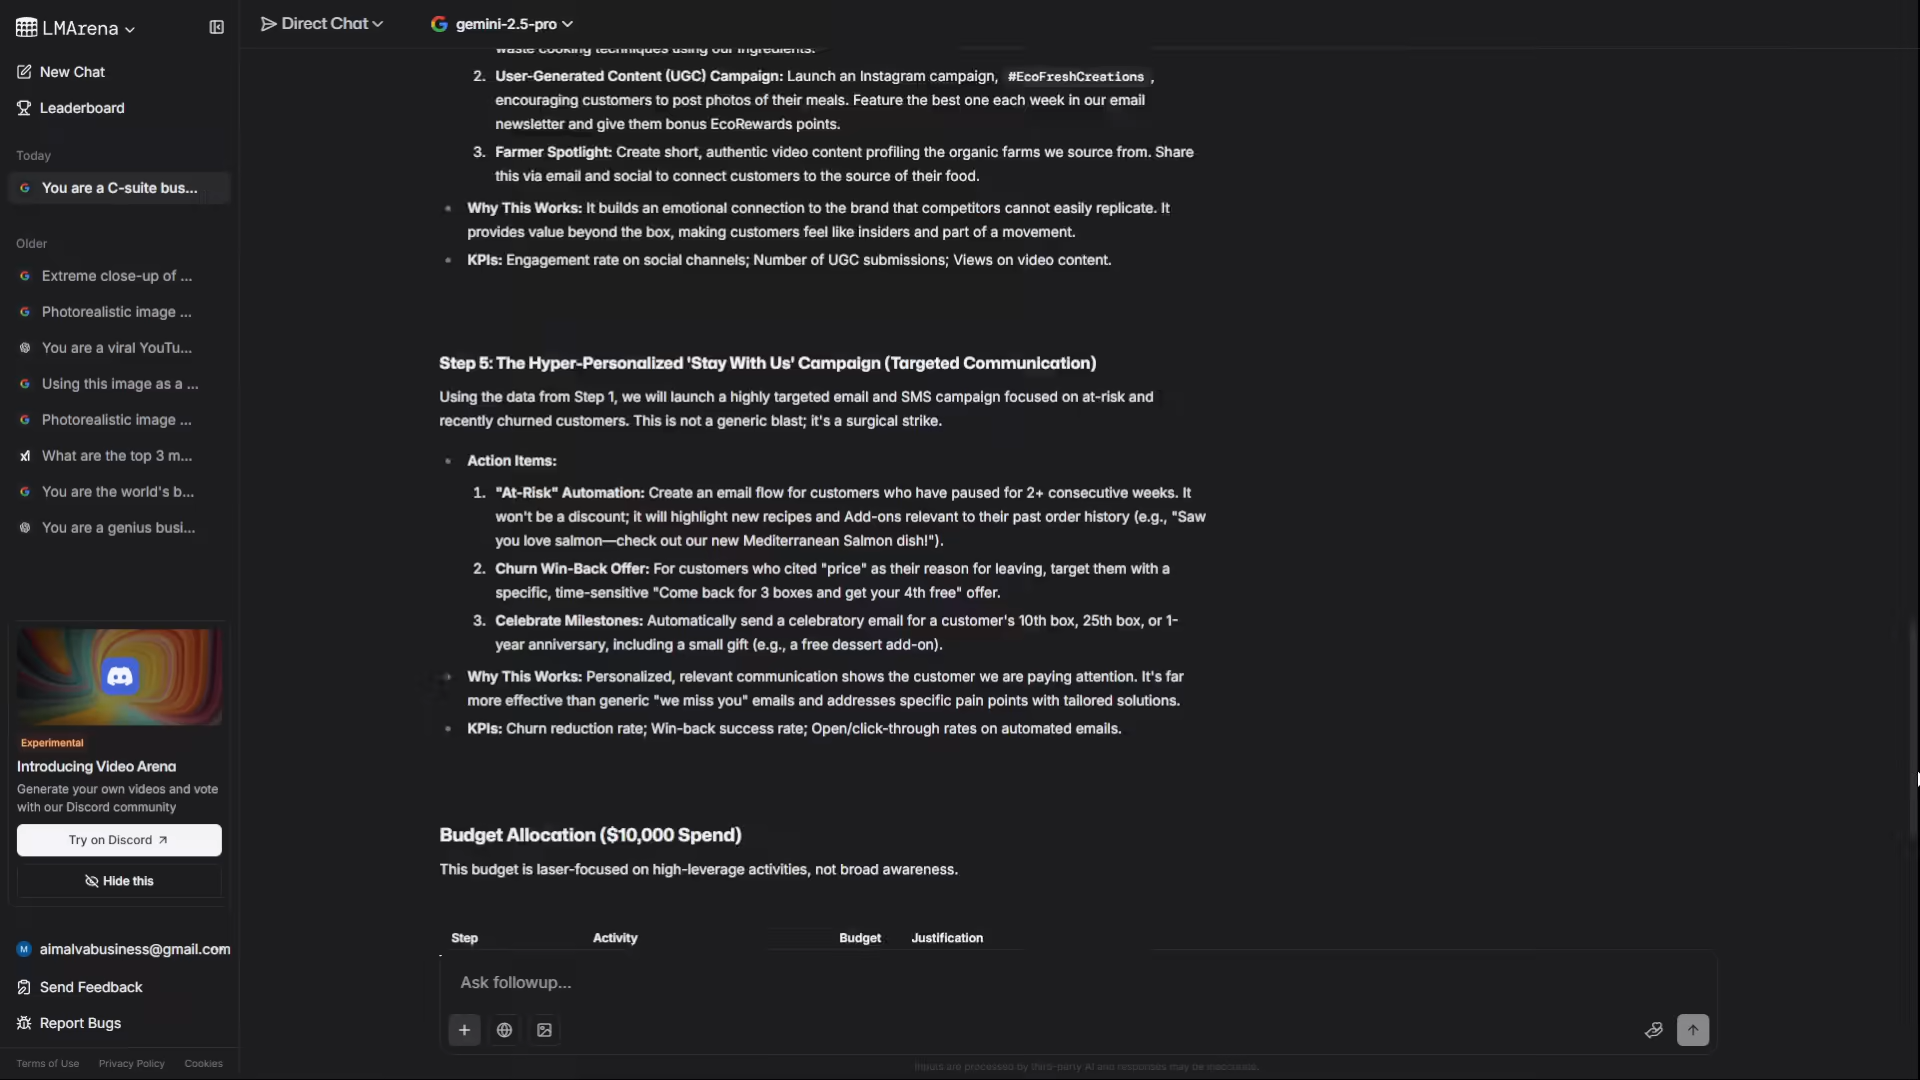 LMArena
Direct Chat
gemini-2.5-pro
New Chat
Leaderboard
Today
You are a C-suite bus...
Older
Extreme close-up of ...
Photorealistic image ...
You are a viral YouTu...
Using this image as a ...
Photorealistic image ...
What are the top 3 m...
You are the world's b...
You are a genius busi...
Experimental
Introducing Video Arena
Generate your own videos and vote
with our Discord community
Try on Discord
Hide this
aimalvabusiness@gmail.com
Send Feedback
Report Bugs
Terms of Use Privacy Policy Cookies
waste cooking techniques using our ingredients.
2. User-Generated Content (UGC) Campaign: Launch an Instagram campaign, #EcoFreshCreations ,
encouraging customers to post photos of their meals. Feature the best one each week in our email
newsletter and give them bonus EcoRewards points.
3. Farmer Spotlight: Create short, authentic video content profiling the organic farms we source from. Share
this via email and social to connect customers to the source of their food.
Why This Works: It builds an emotional connection to the brand that competitors cannot easily replicate. It
provides value beyond the box, making customers feel like insiders and part of a movement.
KPIs: Engagement rate on social channels; Number of UGC submissions; Views on video content.
Step 5: The Hyper-Personalized 'Stay With Us' Campaign (Targeted Communication)
Using the data from Step 1, we will launch a highly targeted email and SMS campaign focused on at-risk and
recently churned customers. This is not a generic blast; it's a surgical strike.
Action Items:
1. "At-Risk" Automation: Create an email flow for customers who have paused for 2+ consecutive weeks. It
won't be a discount; it will highlight new recipes and Add-ons relevant to their past order history (e.g., "Saw
you love salmon—check out our new Mediterranean Salmon dish!").
2. Churn Win-Back Offer: For customers who cited "price" as their reason for leaving, target them with a
specific, time-sensitive "Come back for 3 boxes and get your 4th free" offer.
3. Celebrate Milestones: Automatically send a celebratory email for a customer's 10th box, 25th box, or 1-
year anniversary, including a small gift (e.g., a free dessert add-on).
Why This Works: Personalized, relevant communication shows the customer we are paying attention. It's far
more effective than generic "we miss you" emails and addresses specific pain points with tailored solutions.
KPIs: Churn reduction rate; Win-back success rate; Open/click-through rates on automated emails.
Budget Allocation ($10,000 Spend)
This budget is laser-focused on high-leverage activities, not broad awareness.
Step Activity Budget Justification
Ask followup...
Inputs are processed by third-party AI and responses may be inaccurate.